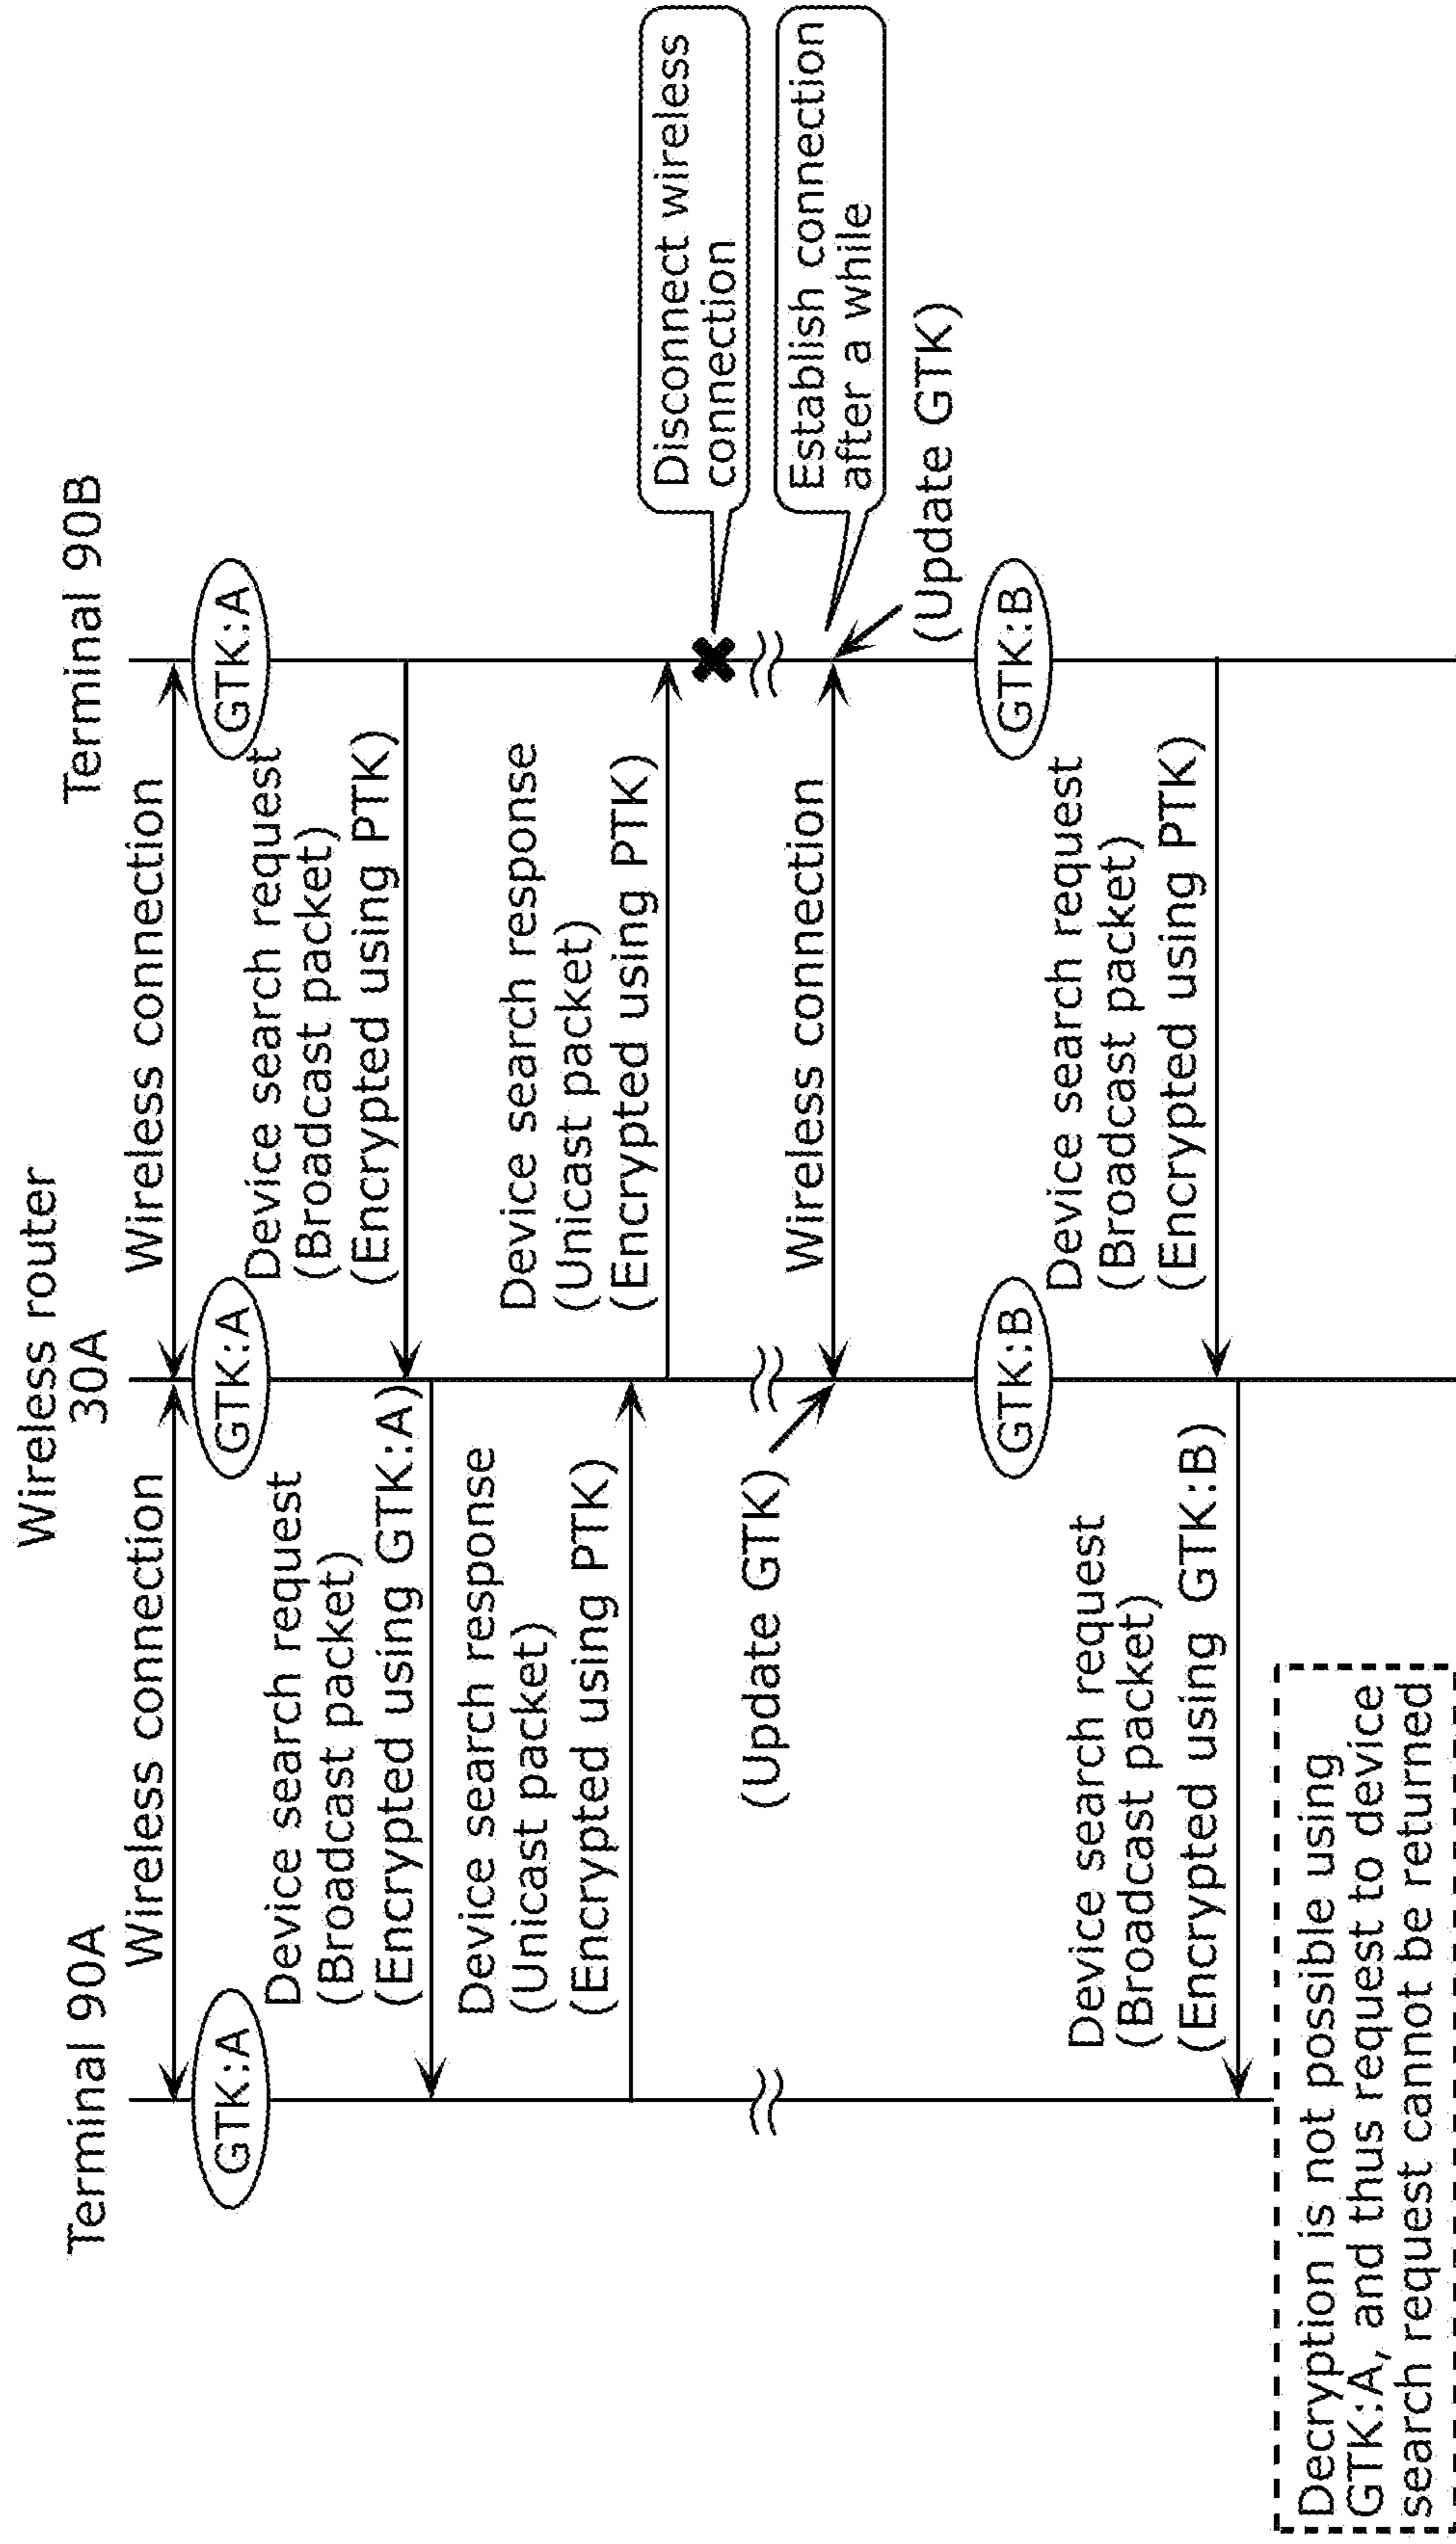 Wireless router
30A
Terminal 90A
Terminal 90B
Wireless connection
Wireless connection
GTK:A
GTK:A
GTK:A
Device search request
(Broadcast packet)
(Encrypted using PTK)
Device search request
(Broadcast packet)
(Encrypted using GTK:A)
Device search response
(Unicast packet)
(Encrypted using PTK)
Device search response
(Unicast packet)
(Encrypted using PTK)
Disconnect wireless
connection
Establish connection
after a while
(Update GTK)
Wireless connection
(Update GTK)
GTK:B
GTK:B
Device search request
(Broadcast packet)
(Encrypted using PTK)
Device search request
(Broadcast packet)
(Encrypted using GTK:B)
Decryption is not possible using
GTK:A, and thus request to device
search request cannot be returned